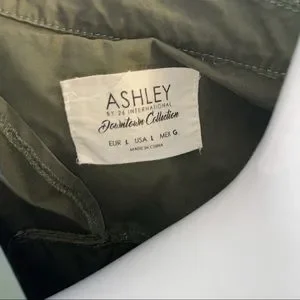 ASHLEY
BY 26 INTERNATIONAL
Downtown Collection
EUR L USA L MEX G
MADE IN CHINA